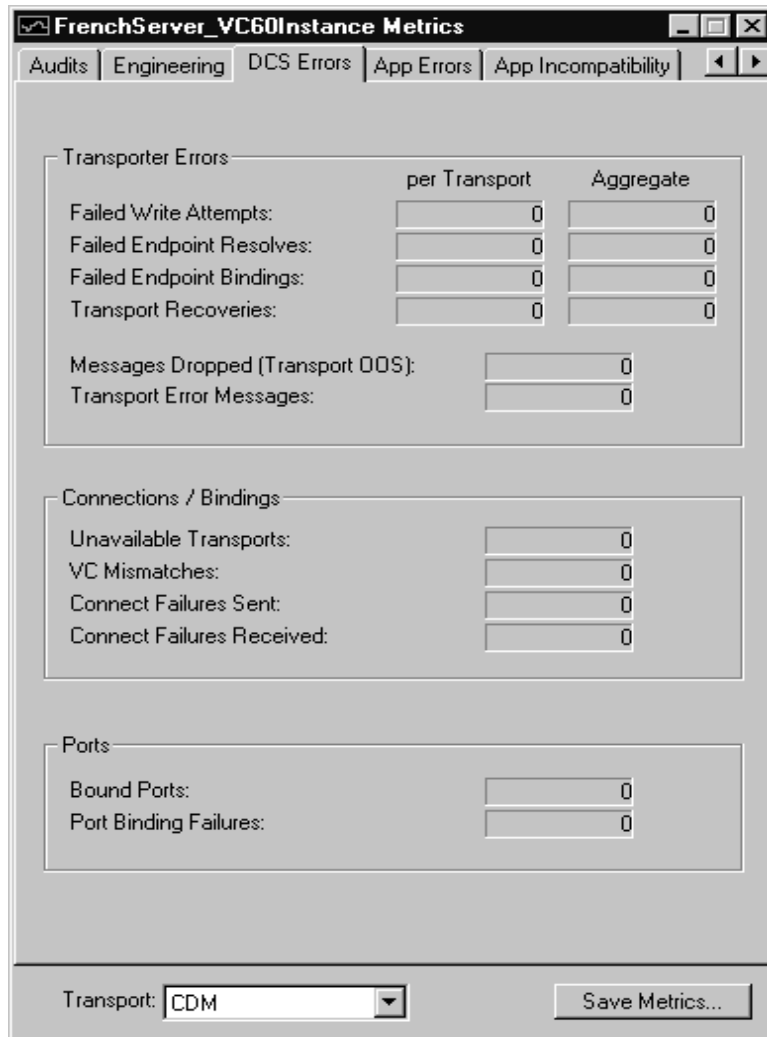 FrenchServer_VC60Instance Metrics
Audits Engineering DCS Errors App Errors App Incompatibility
Transporter Errors
per Transport Aggregate
Failed Write Attempts: 0 0
Failed Endpoint Resolves: 0 0
Failed Endpoint Bindings: 0 0
Transport Recoveries: 0 0
Messages Dropped (Transport OOS): 0
Transport Error Messages: 0
Connections / Bindings
Unavailable Transports: 0
VC Mismatches: 0
Connect Failures Sent: 0
Connect Failures Received: 0
Ports
Bound Ports: 0
Port Binding Failures: 0
Transport: CDM Save Metrics...